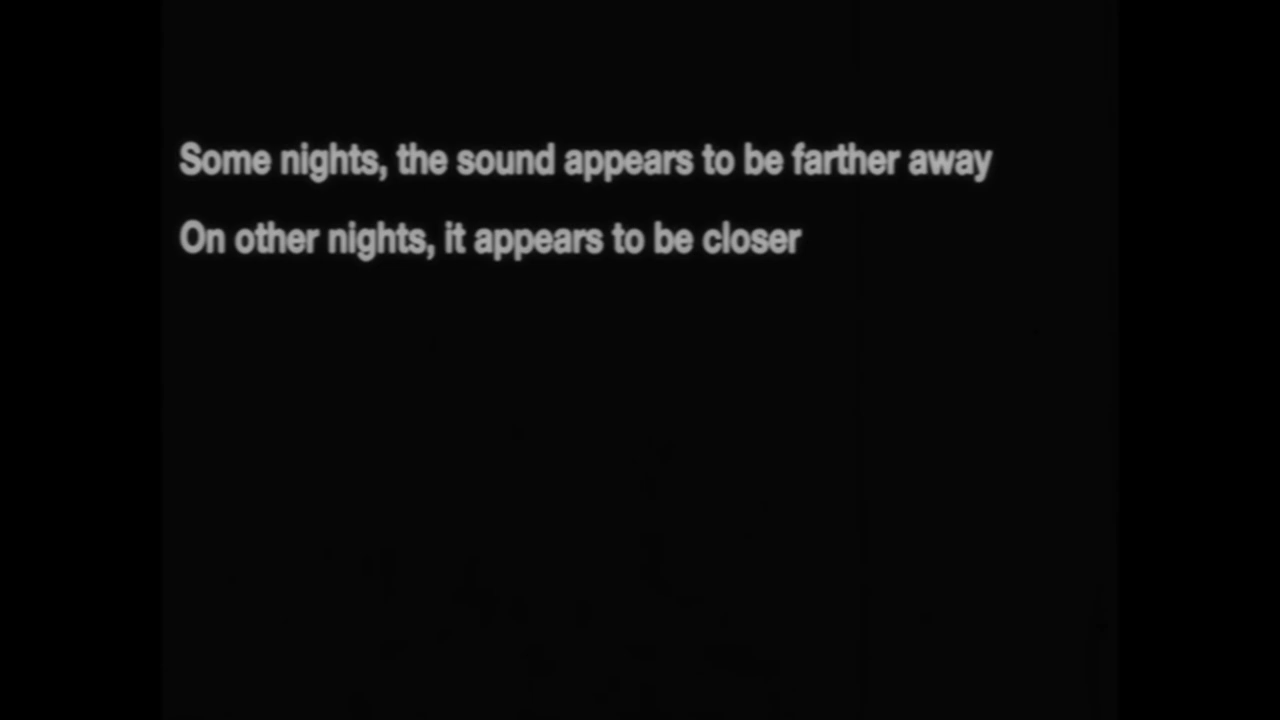 Some nights, the sound appears to be farther away
On other nights, it appears to be closer